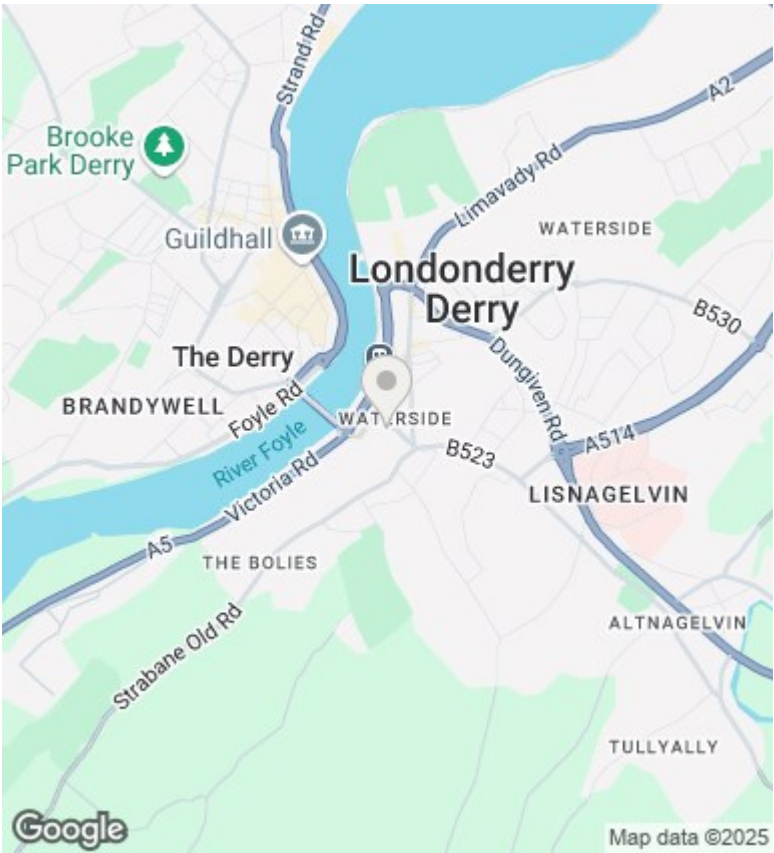 Strand Rd
A2
Brooke
Park Derry
Limavady Rd
Guildhall
WATERSIDE
Londonderry
Derry
B530
The Derry
Dungiven Rd
BRANDYWELL
Foyle Rd
WATERSIDE
River Foyle
B523
A514
Victoria Rd
LISNAGELVIN
A5
THE BOLIES
Strabane Old Rd
ALTNAGELVIN
TULLYALLY
Google
Map data ©2025